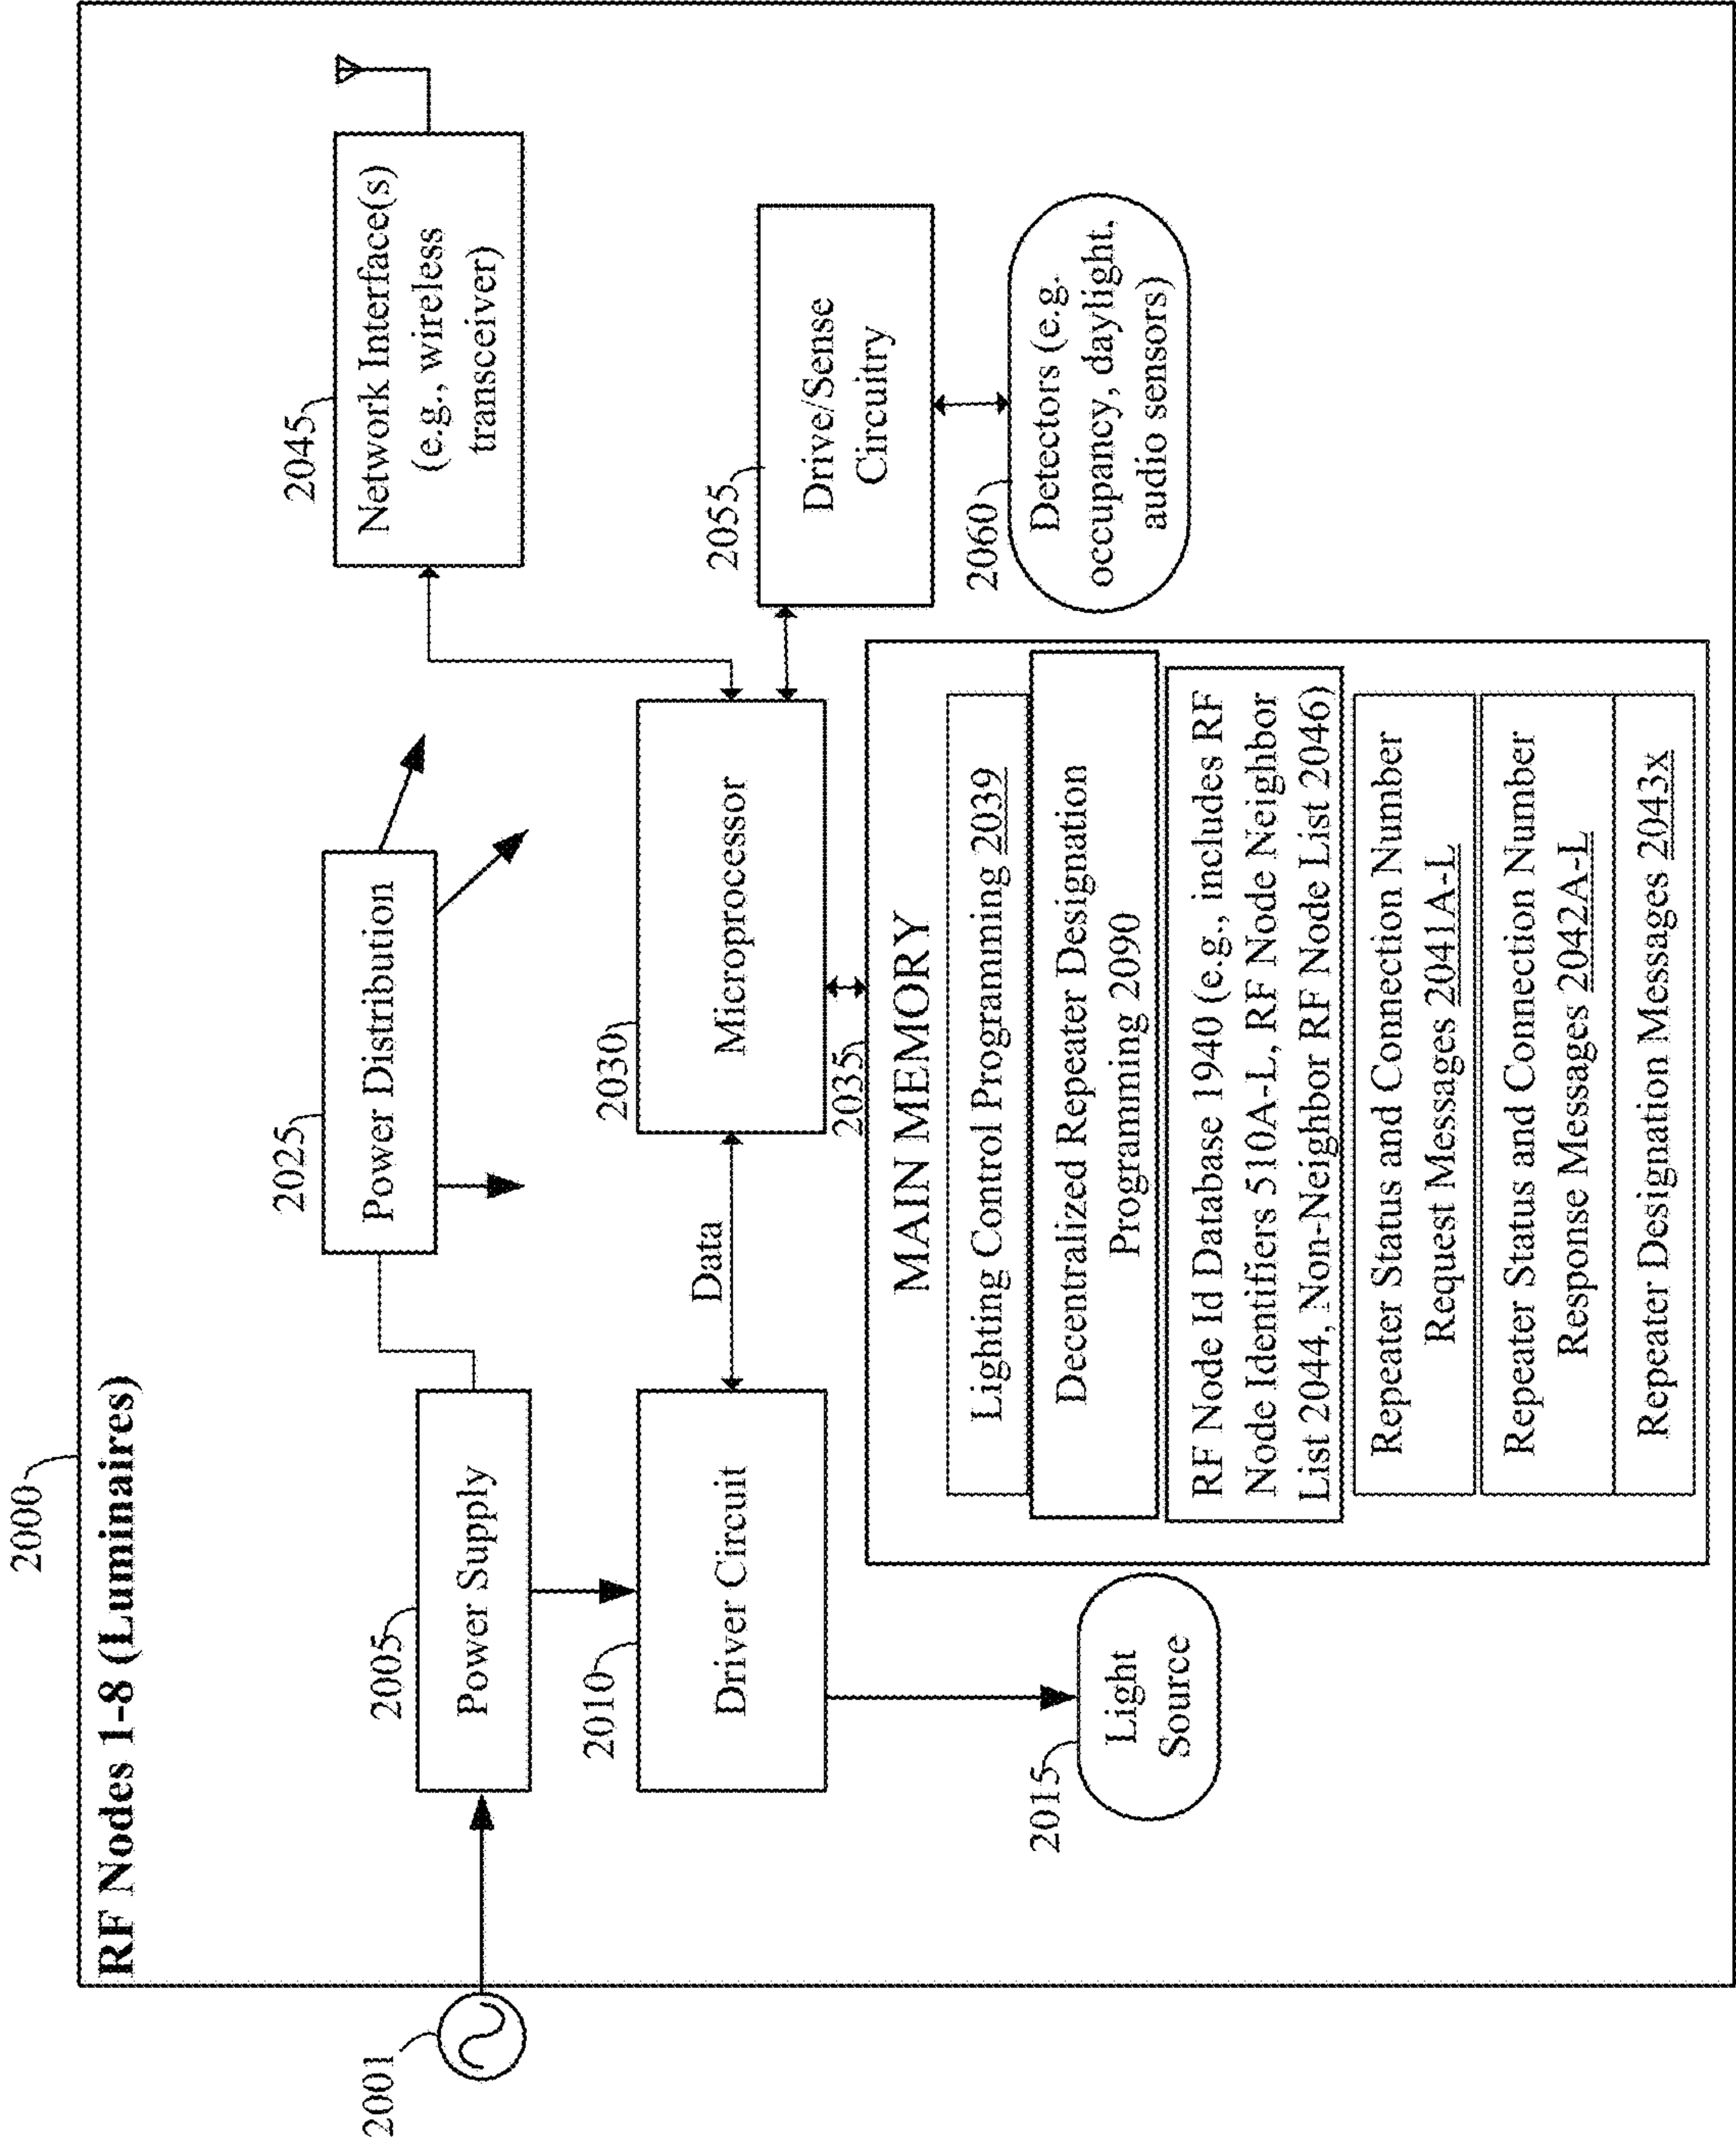 2000
RF Nodes 1-8 (Luminaires)
2001
2005
Power Supply
2025
Power Distribution
2045
Network Interface(s)
(e.g., wireless
transceiver)
2010
Driver Circuit
Data
2030
Microprocessor
2055
Drive/Sense
Circuitry
2015
Light
Source
2035
MAIN MEMORY
Lighting Control Programming 2039
Decentralized Repeater Designation
Programming 2090
RF Node Id Database 1940 (e.g., includes RF
Node Identifiers 510A-L, RF Node Neighbor
List 2044, Non-Neighbor RF Node List 2046)
Repeater Status and Connection Number
Request Messages 2041A-L
Repeater Status and Connection Number
Response Messages 2042A-L
Repeater Designation Messages 2043x
2060
Detectors (e.g.
occupancy, daylight,
audio sensors)